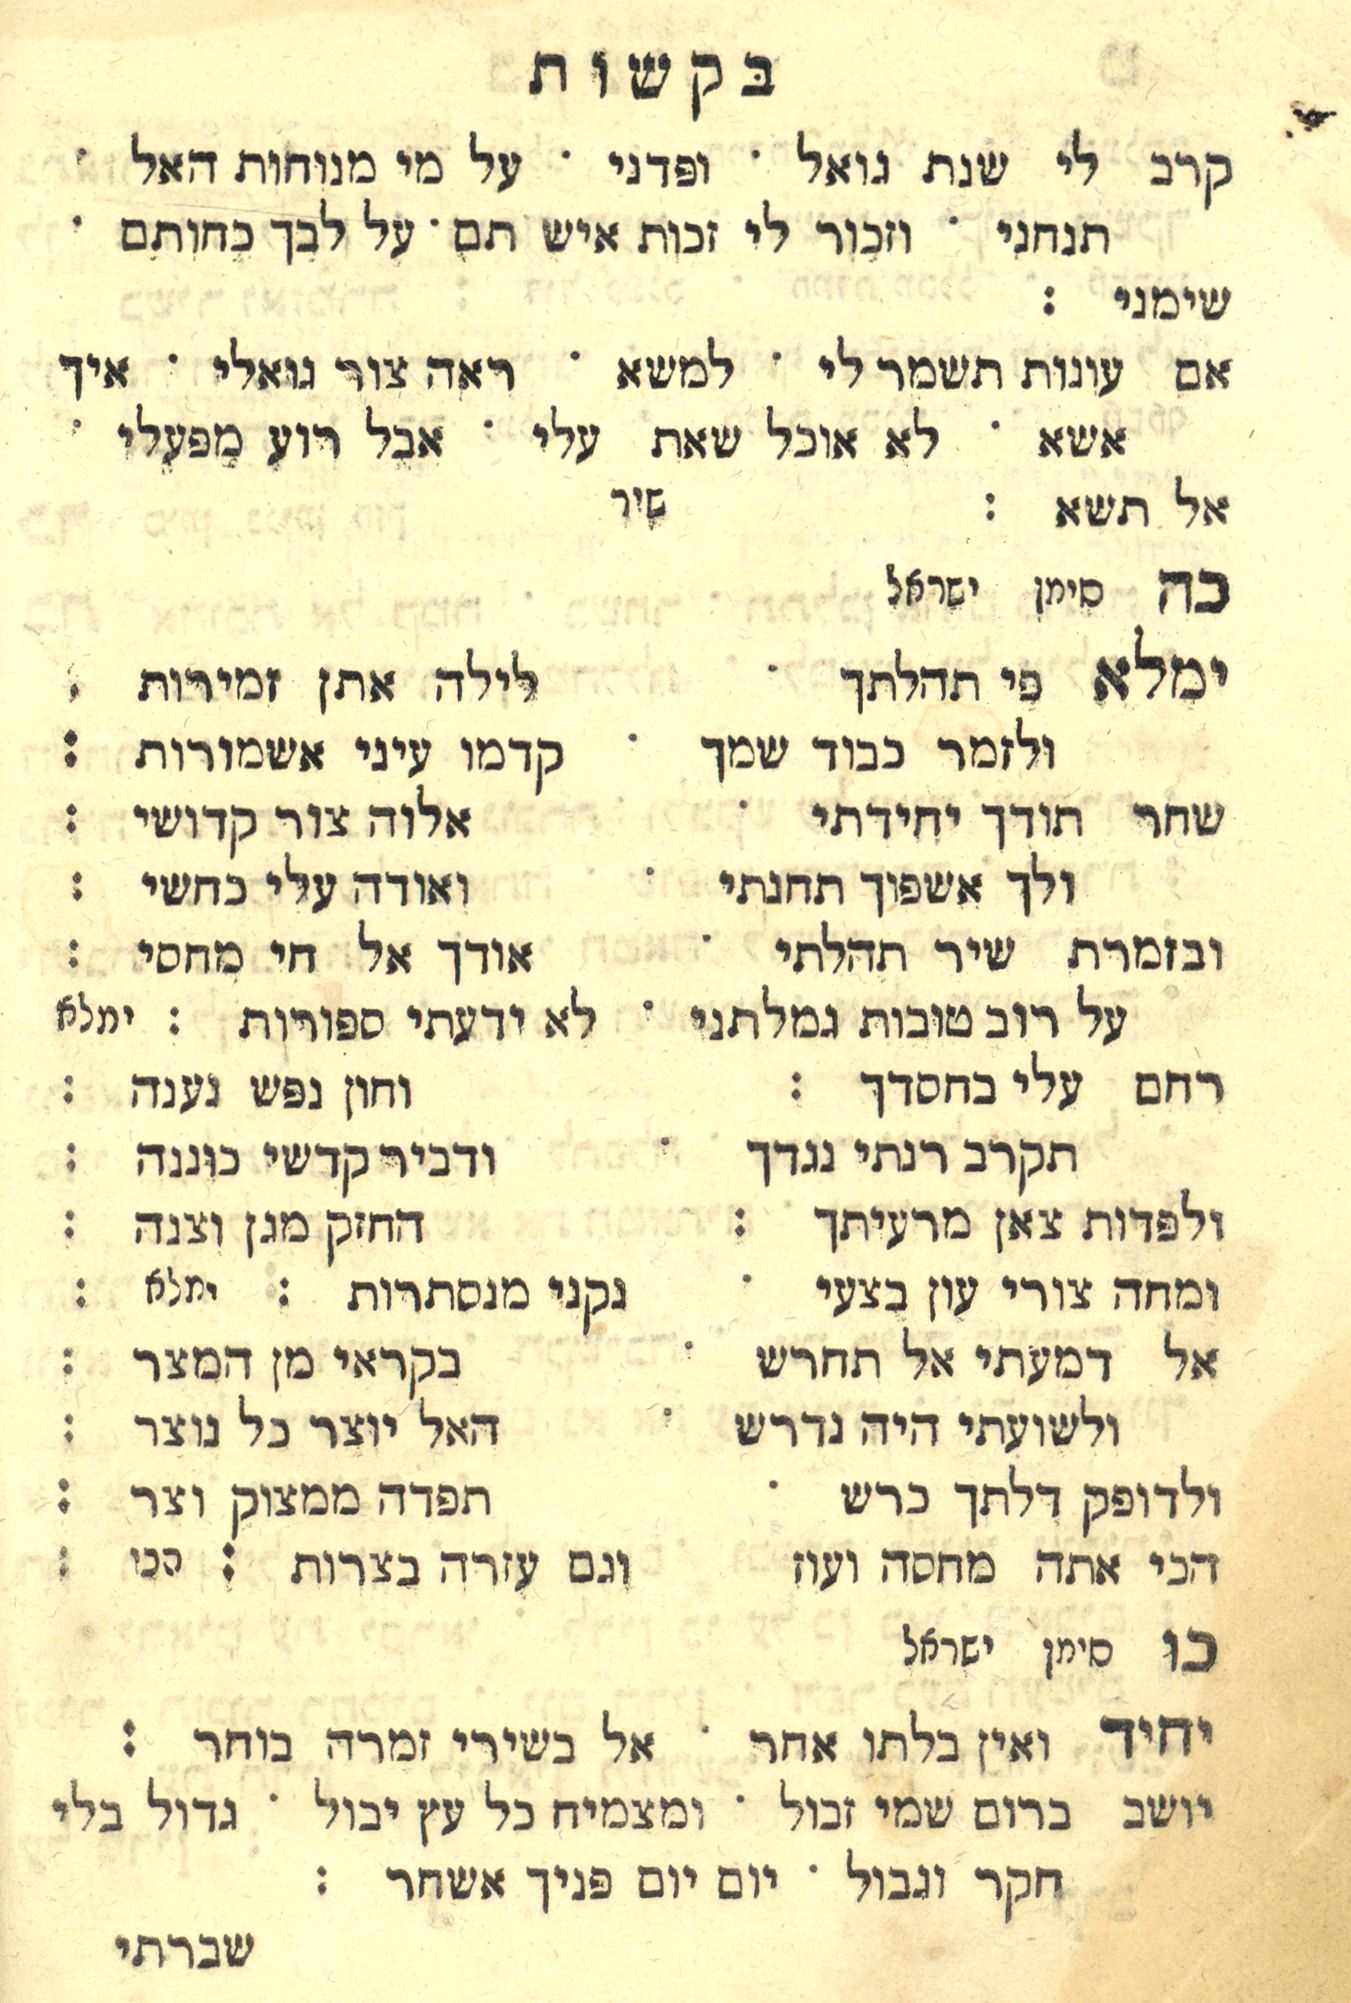 בקשות
קרב לי שנת גואל · ופדני · על מי מנוחות האל ·
תנחני · וזכור לי זכות איש תם · על לבך כחותם ·
שימני :
אם עונות תשמר לי · למשא · ראה צור גואלי · איך
אשא · לא אוכל שאת עלי · אבל רוע מפעלי ·
אל תשא : שיר
כה סימן ישראל
ימלא פי תהלתך · לילה אתן זמירות :
ולזמר כבוד שמך · קדמו עיני אשמורות :
שחר תודך יחידתי · אלוה צור קדושי :
ולך אשפוך תחנתי · ואודה עלי כחשי :
ובזמרת שיר תהלתי · אודך אל חי מחסי :
על רוב טובות גמלתני · לא ידעתי ספורות : ימלא
רחם עלי בחסדך : וחון נפש נענה :
תקרב רנתי נגדך · ודביר קדשי כוננה :
ולפדות צאן מרעיתך : החזק מגן וצנה :
ומחה צורי עון בצעי · נקני מנסתרות : ימלא :
אל דמעתי אל תחרש · בקראי מן המצר :
ולשועתי היה נדרש · האל יוצר כל נוצר :
ולדופק דלתך כרש · תפדה ממצוק וצר :
הכי אתה מחסה ועוז וגם עזרה בצרות :
כו סימן ישראל
יחיד ואין בלתו אחר · אל בשירי זמרה בוחר :
יושב ברום שמי זבול · ומצמיח כל עץ יבול · גדול בלי
חקר וגבול · יום יום פניך אשחר :
שברתי